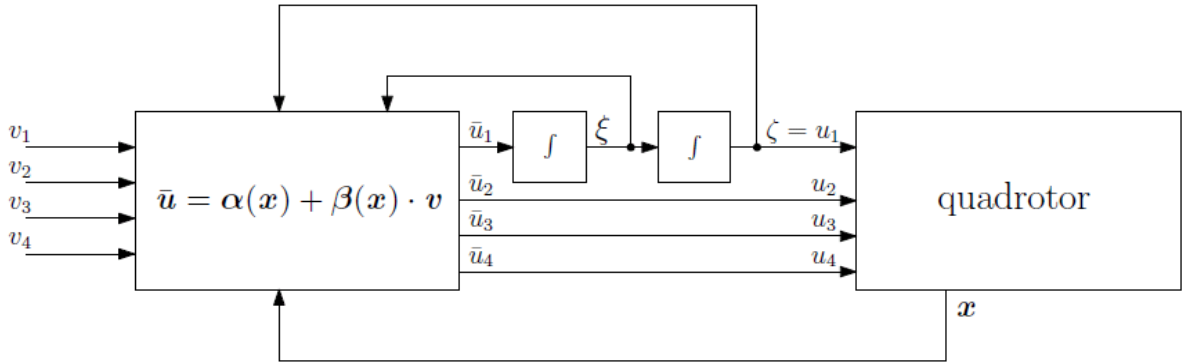 v₁
v₂
v₃
v₄
ū = α(x) + β(x) · v
ū₁
ū₂
ū₃
ū₄
∫
ξ
∫
ζ = u₁
u₂
u₃
u₄
quadrotor
x